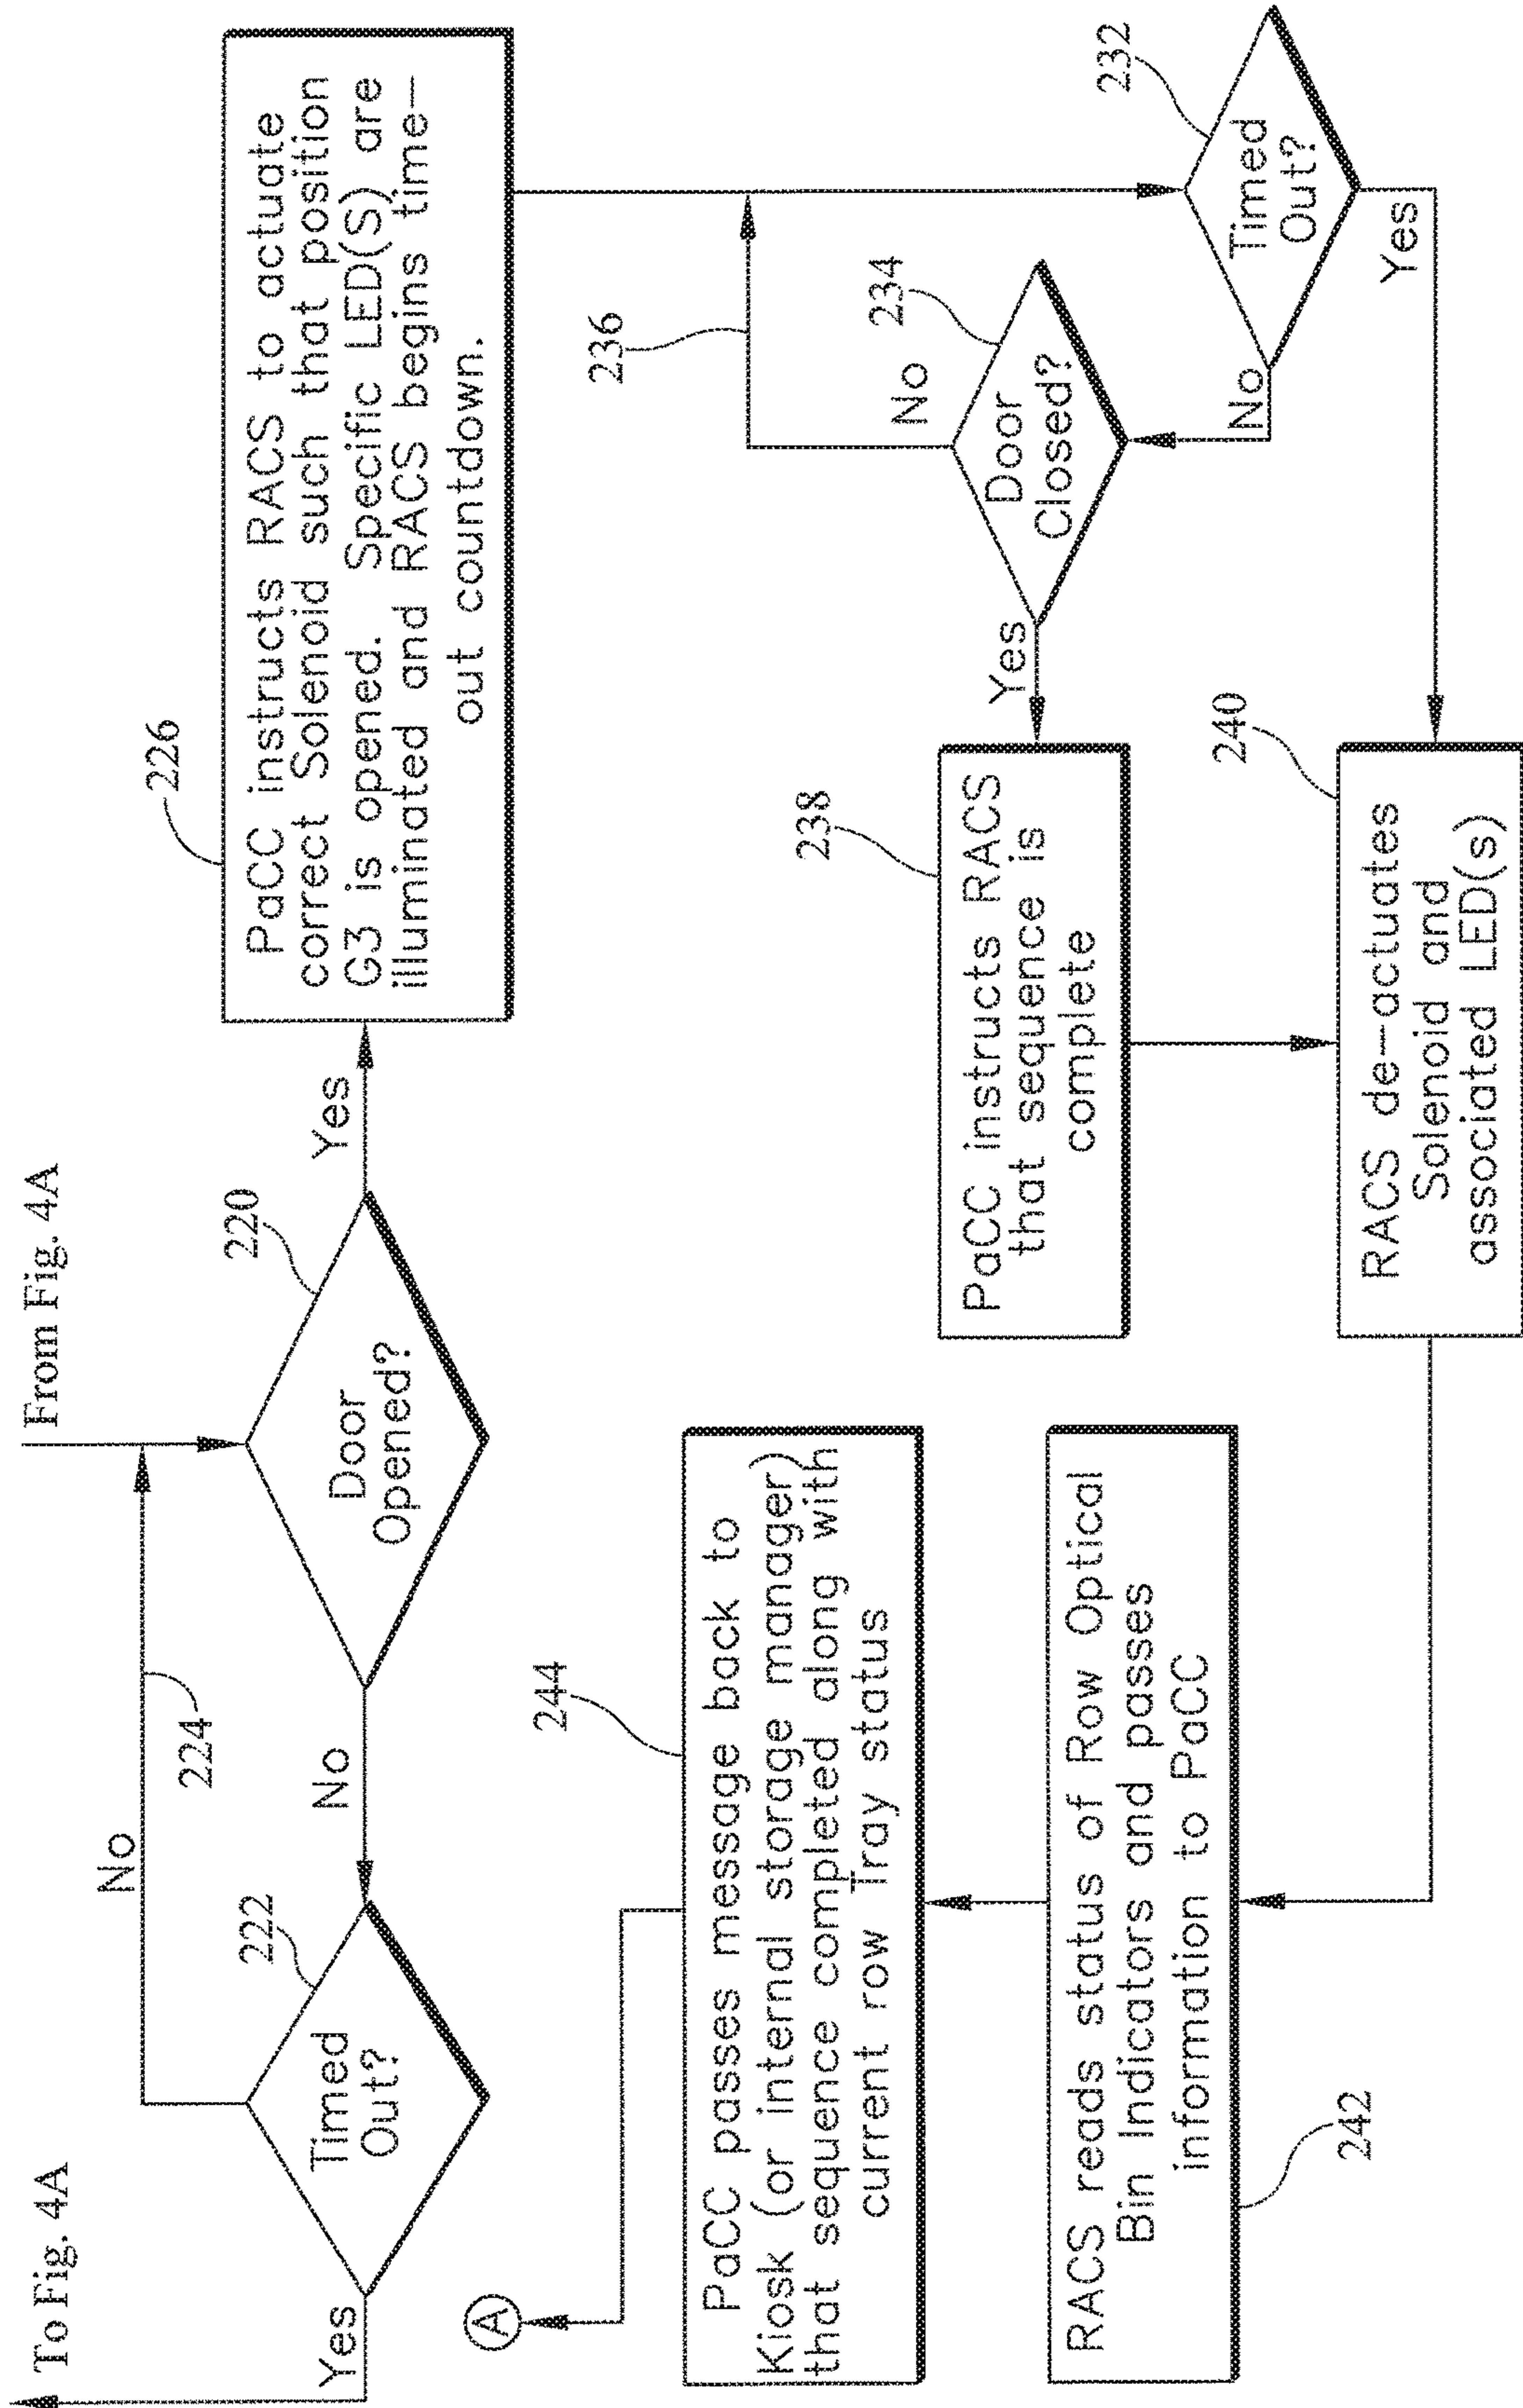 To Fig. 4A
From Fig. 4A
Yes
Timed
Out?
222
No
224
No
Door
Opened?
220
Yes
226
PaCC instructs RACS to actuate
correct Solenoid such that position
G3 is opened. Specific LED(S) are
illuminated and RACS begins time-
out countdown.
A
244
PaCC passes message back to
Kiosk (or internal storage manager)
that sequence completed along with
current row Tray status
238
PaCC instructs RACS
that sequence is
complete
Yes
Door
Closed?
234
No
236
No
Timed
Out?
232
Yes
240
RACS de-actuates
Solenoid and
associated LED(s)
RACS reads status of Row Optical
Bin Indicators and passes
information to PaCC
242